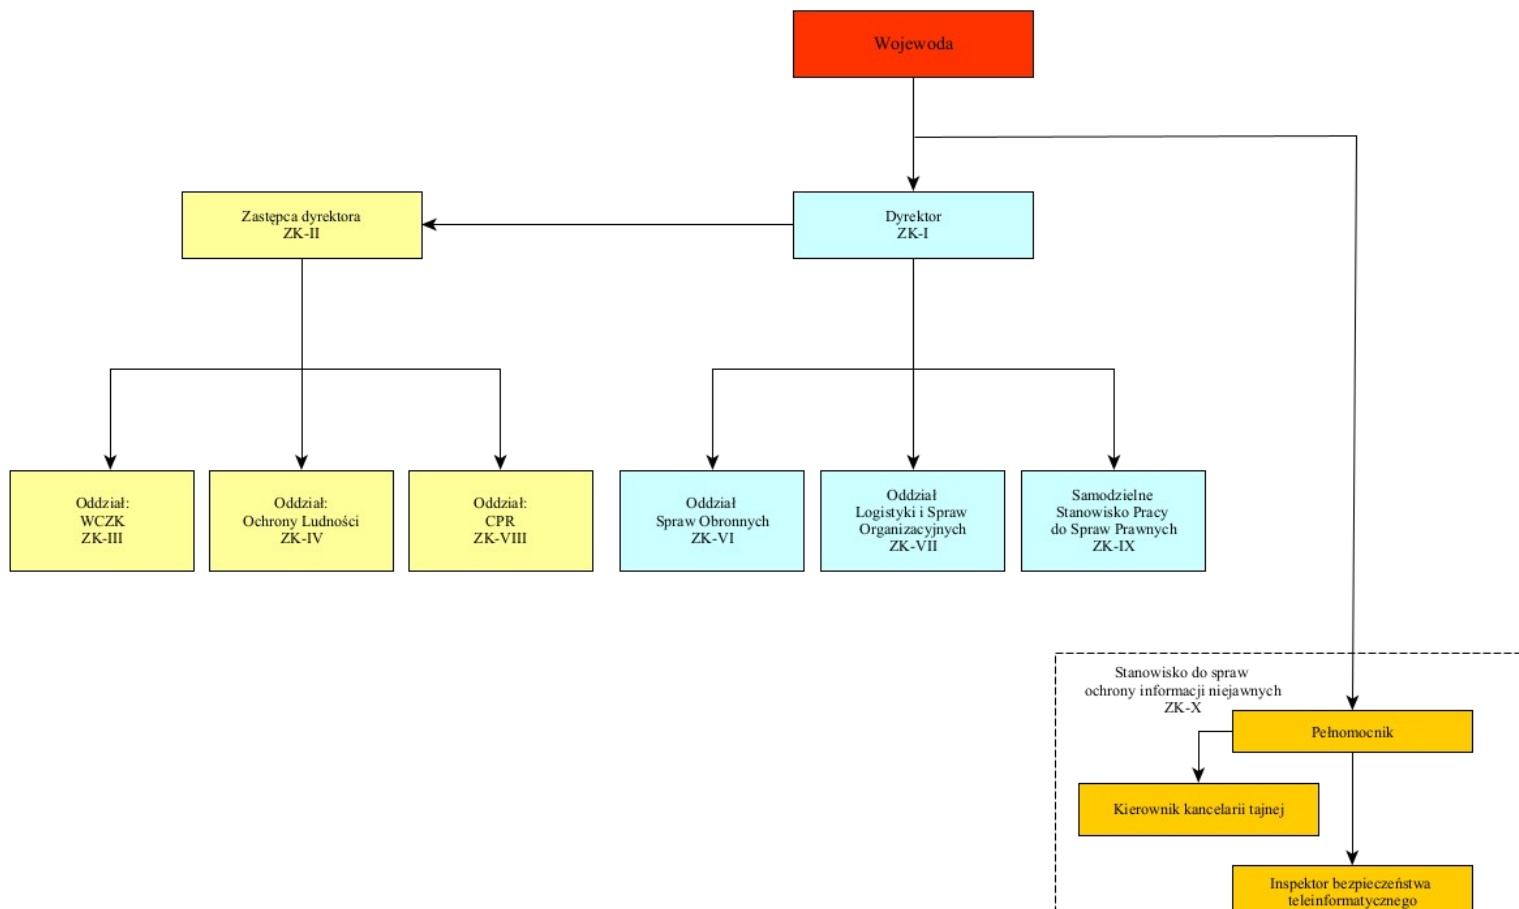 Wojewoda
Zastępca dyrektora
ZK-II
Dyrektor
ZK-I
Oddział:
WCZK
ZK-III
Oddział:
Ochrony Ludności
ZK-IV
Oddział:
CPR
ZK-VIII
Oddział
Spraw Obronnych
ZK-VI
Oddział
Logistyki i Spraw
Organizacyjnych
ZK-VII
Samodzielne
Stanowisko Pracy
do Spraw Prawnych
ZK-IX
Stanowisko do spraw
ochrony informacji niejawnych
ZK-X
Pełnomocnik
Kierownik kancelarii tajnej
Inspektor bezpieczeństwa
teleinformatycznego